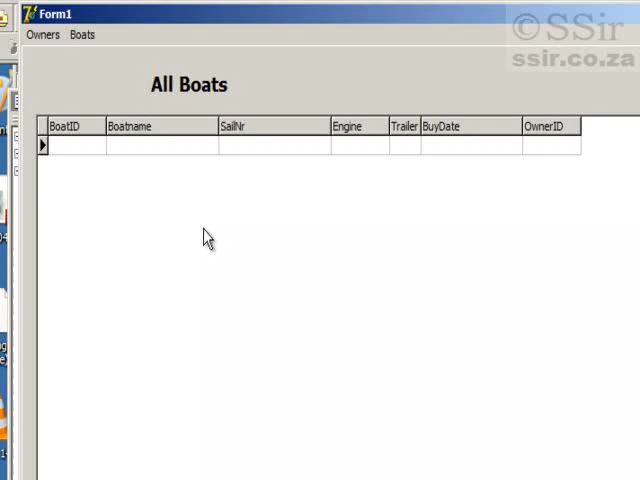 Form1
© SSir
Owners Boats
ssir.co.za
All Boats
BoatID Boatname SailNr Engine Trailer BuyDate OwnerID